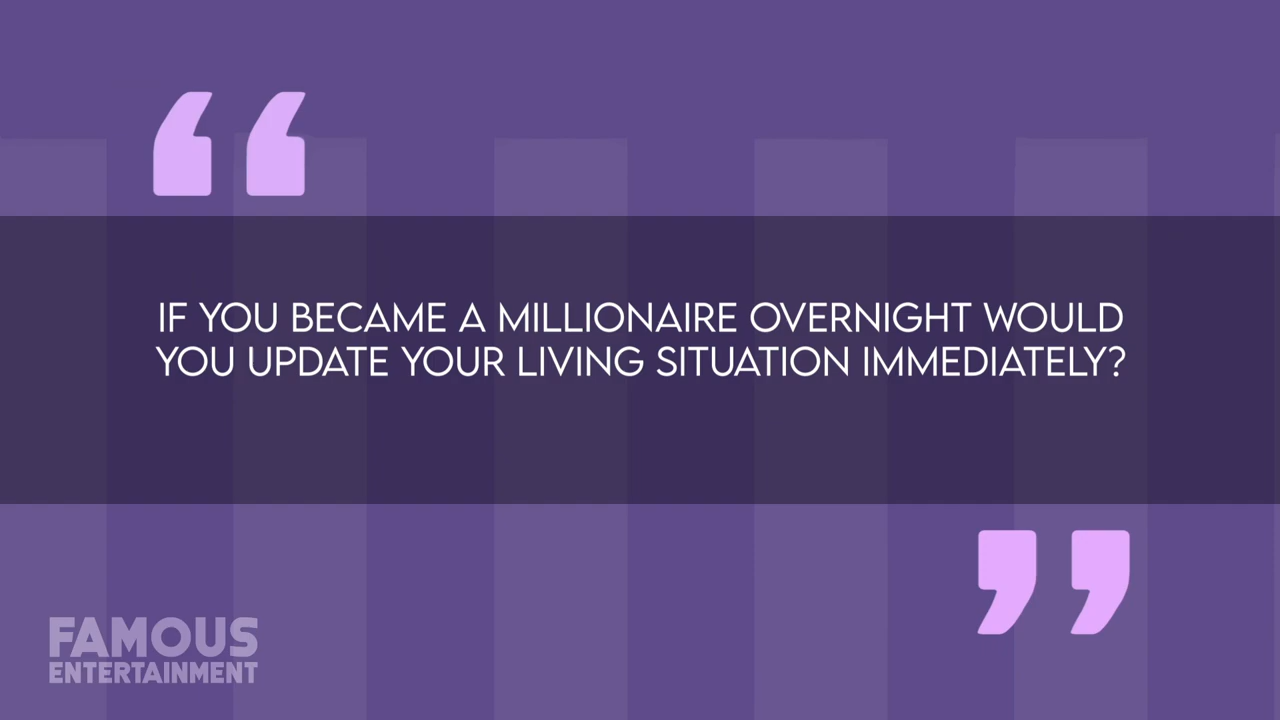 IF YOU BECAME A MILLIONAIRE OVERNIGHT WOULD
YOU UPDATE YOUR LIVING SITUATION IMMEDIATELY?
FAMOUS
ENTERTAINMENT